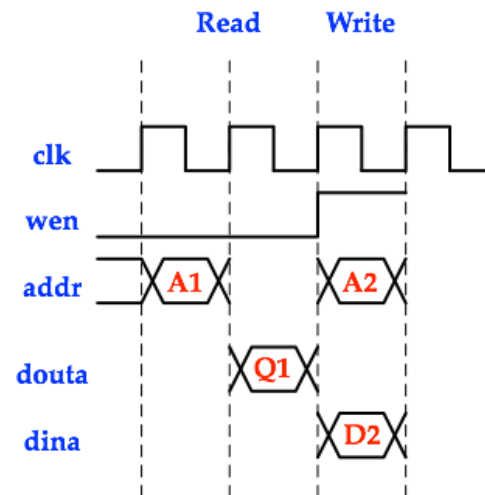 Read Write
clk
wen
addr A1 A2
douta Q1
dina D2